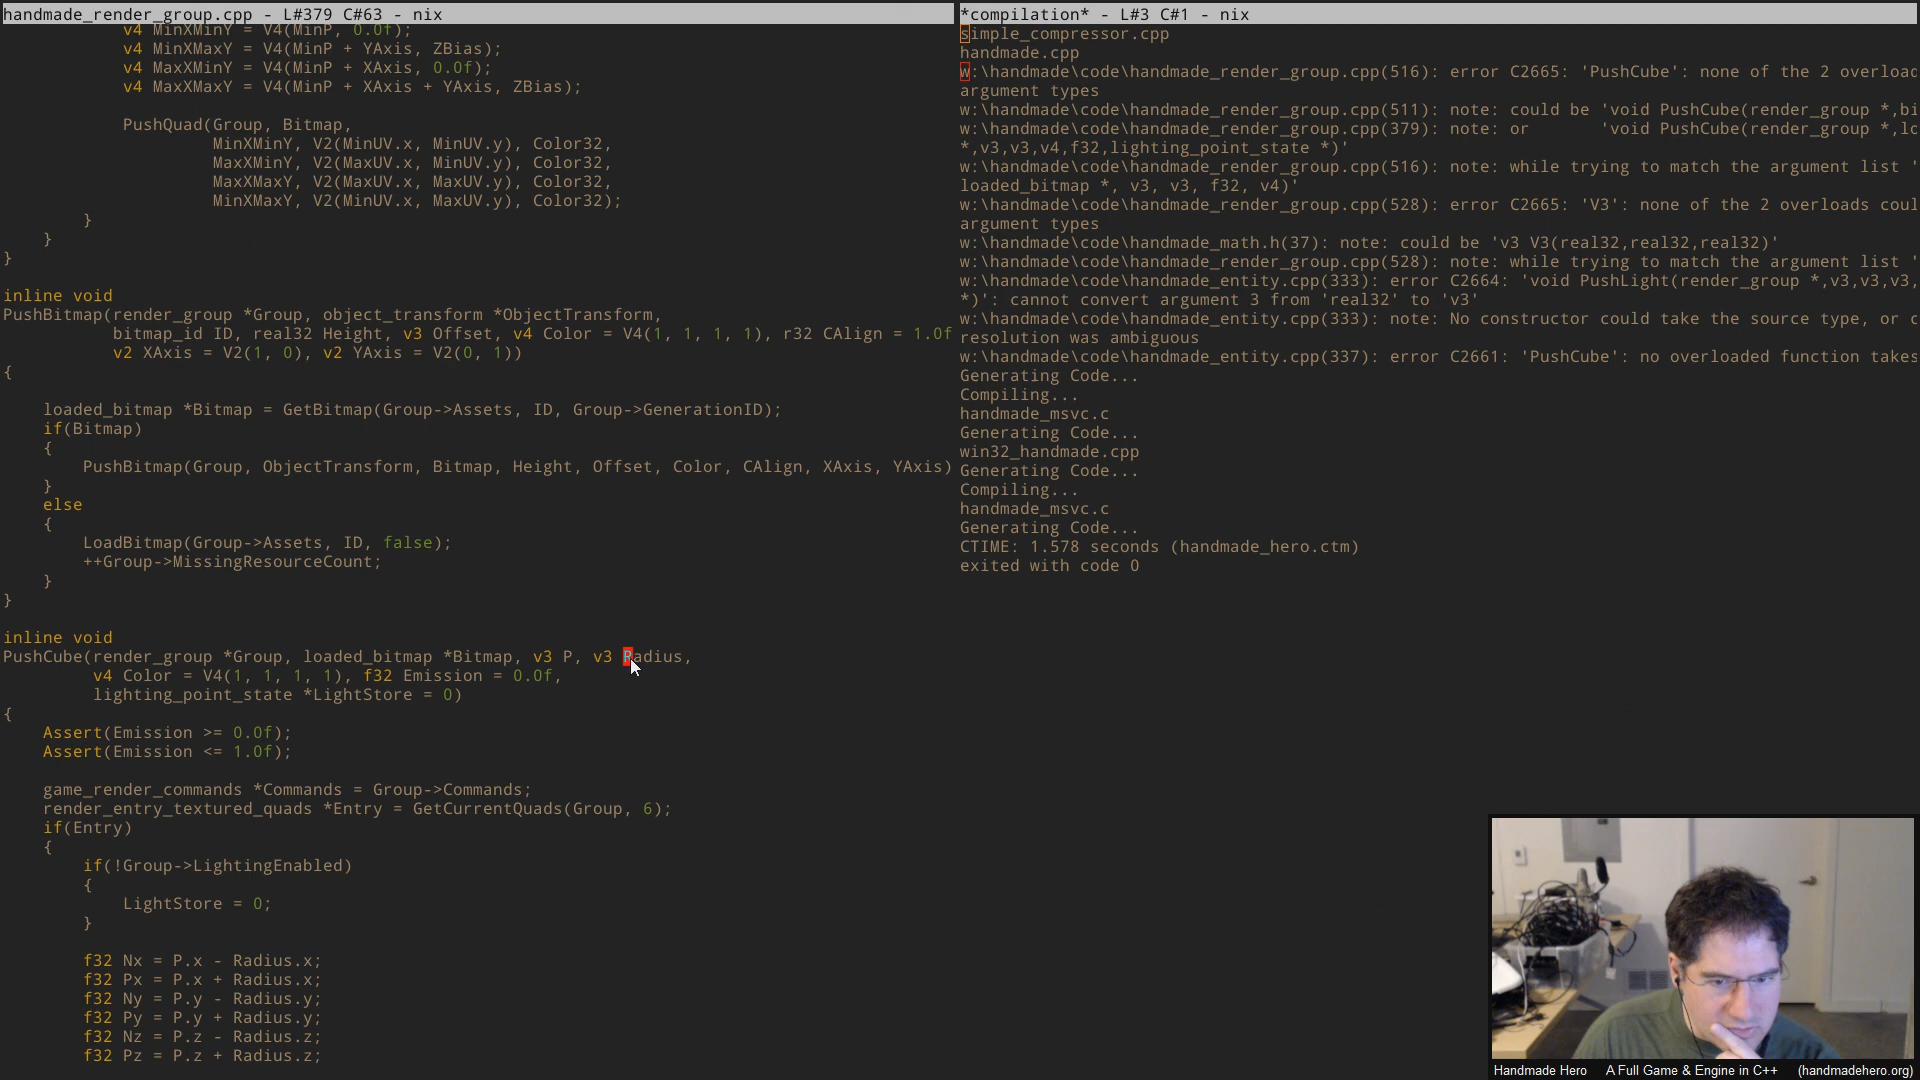 handmade_render_group.cpp - L#379 C#63 - nix
            v4 MinXMinY = V4(MinP, 0.0f);
            v4 MinXMaxY = V4(MinP + YAxis, ZBias);
            v4 MaxXMinY = V4(MinP + XAxis, 0.0f);
            v4 MaxXMaxY = V4(MinP + XAxis + YAxis, ZBias);
            PushQuad(Group, Bitmap,
                     MinXMinY, V2(MinUV.x, MinUV.y), Color32,
                     MaxXMinY, V2(MaxUV.x, MinUV.y), Color32,
                     MaxXMaxY, V2(MaxUV.x, MaxUV.y), Color32,
                     MinXMaxY, V2(MinUV.x, MaxUV.y), Color32);
        }
    }
}
inline void
PushBitmap(render_group *Group, object_transform *ObjectTransform,
           bitmap_id ID, real32 Height, v3 Offset, v4 Color = V4(1, 1, 1, 1), r32 CAlign = 1.0f
           v2 XAxis = V2(1, 0), v2 YAxis = V2(0, 1))
{
    loaded_bitmap *Bitmap = GetBitmap(Group->Assets, ID, Group->GenerationID);
    if(Bitmap)
    {
        PushBitmap(Group, ObjectTransform, Bitmap, Height, Offset, Color, CAlign, XAxis, YAxis)
    }
    else
    {
        LoadBitmap(Group->Assets, ID, false);
        ++Group->MissingResourceCount;
    }
}
inline void
PushCube(render_group *Group, loaded_bitmap *Bitmap, v3 P, v3 Radius,
         v4 Color = V4(1, 1, 1, 1), f32 Emission = 0.0f,
         lighting_point_state *LightStore = 0)
{
    Assert(Emission >= 0.0f);
    Assert(Emission <= 1.0f);
    game_render_commands *Commands = Group->Commands;
    render_entry_textured_quads *Entry = GetCurrentQuads(Group, 6);
    if(Entry)
    {
        if(!Group->LightingEnabled)
        {
            LightStore = 0;
        }
        f32 Nx = P.x - Radius.x;
        f32 Px = P.x + Radius.x;
        f32 Ny = P.y - Radius.y;
        f32 Py = P.y + Radius.y;
        f32 Nz = P.z - Radius.z;
        f32 Pz = P.z + Radius.z;
*compilation* - L#3 C#1 - nix
simple_compressor.cpp
handmade.cpp
w:\handmade\code\handmade_render_group.cpp(516): error C2665: 'PushCube': none of the 2 overloac
argument types
w:\handmade\code\handmade_render_group.cpp(511): note: could be 'void PushCube(render_group *,bi
w:\handmade\code\handmade_render_group.cpp(379): note: or       'void PushCube(render_group *,lo
*,v3,v3,v4,f32,lighting_point_state *)'
w:\handmade\code\handmade_render_group.cpp(516): note: while trying to match the argument list '
loaded_bitmap *, v3, v3, f32, v4)'
w:\handmade\code\handmade_render_group.cpp(528): error C2665: 'V3': none of the 2 overloads coul
argument types
w:\handmade\code\handmade_math.h(37): note: could be 'v3 V3(real32,real32,real32)'
w:\handmade\code\handmade_render_group.cpp(528): note: while trying to match the argument list '
w:\handmade\code\handmade_entity.cpp(333): error C2664: 'void PushLight(render_group *,v3,v3,v3,
*)': cannot convert argument 3 from 'real32' to 'v3'
w:\handmade\code\handmade_entity.cpp(333): note: No constructor could take the source type, or c
resolution was ambiguous
w:\handmade\code\handmade_entity.cpp(337): error C2661: 'PushCube': no overloaded function takes
Generating Code...
Compiling...
handmade_msvc.c
Generating Code...
win32_handmade.cpp
Generating Code...
Compiling...
handmade_msvc.c
Generating Code...
CTIME: 1.578 seconds (handmade_hero.ctm)
exited with code 0
Handmade Hero   A Full Game & Engine in C++   (handmadehero.org)